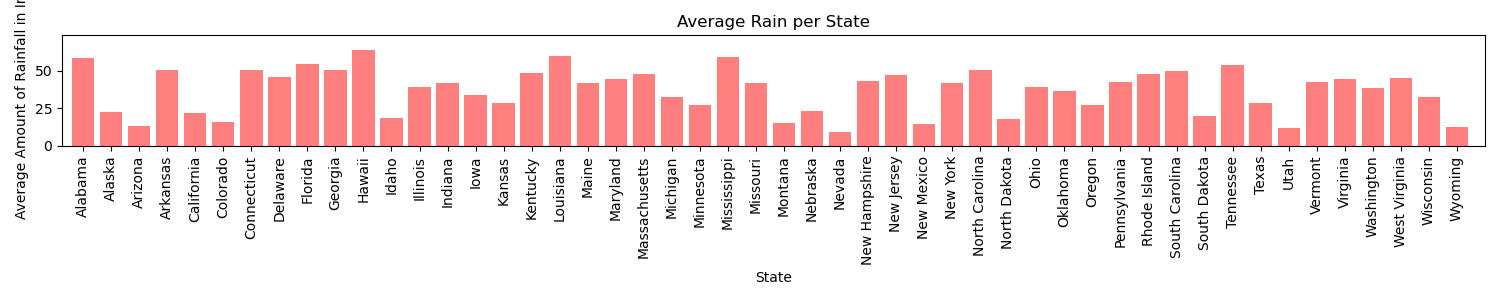 Average Rain per State
Average Amount of Rainfall in
50
25
0
Alabama
Alaska
Arizona
Arkansas
California
Colorado
Connecticut
Delaware
Florida
Georgia
Hawaii
Idaho
Illinois
Indiana
Iowa
Kansas
Kentucky
Louisiana
Maine
Maryland
Massachusetts
Michigan
Minnesota
Mississippi
Missouri
Montana
Nebraska
Nevada
New Hampshire
New Jersey
New Mexico
New York
North Carolina
North Dakota
Ohio
Oklahoma
Oregon
Pennsylvania
Rhode Island
South Carolina
South Dakota
Tennessee
Texas
Utah
Vermont
Virginia
Washington
West Virginia
Wisconsin
Wyoming
State